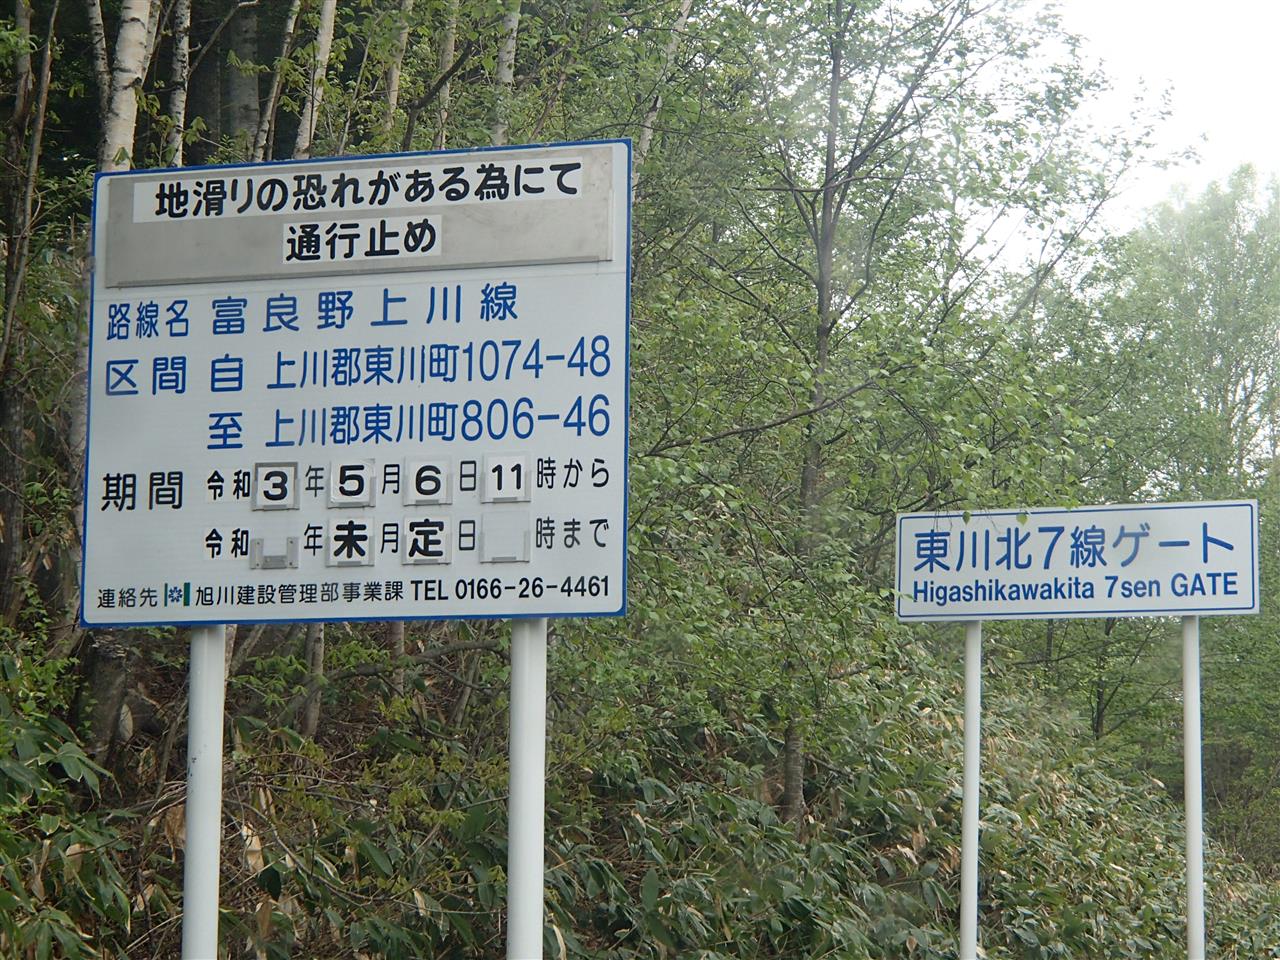 地滑りの恐れがある為にて
通行止め
路線名 富良野上川線
区間 自 上川郡東川町1074-48
至 上川郡東川町806-46
期間 令和3年5月6日11時から
令和 年未月定日 時まで
連絡先 旭川建設管理部事業課 TEL 0166-26-4461
東川北7線ゲート
Higashikawakita 7sen GATE